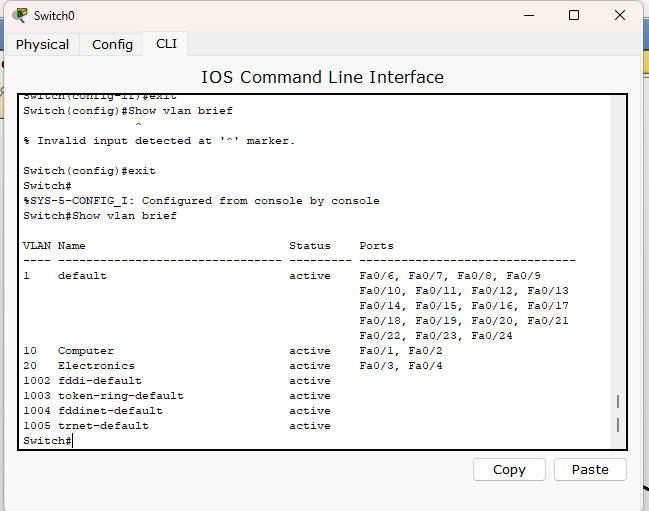 Switch0
Physical Config CLI
IOS Command Line Interface
Switch(config-if)#exit
Switch(config)#Show vlan brief
^
% Invalid input detected at '^' marker.
Switch(config)#exit
Switch#
%SYS-5-CONFIG_I: Configured from console by console
Switch#Show vlan brief
VLAN Name Status Ports
---- -------------------------------- --------- -------------------------------
1 default active Fa0/6, Fa0/7, Fa0/8, Fa0/9
Fa0/10, Fa0/11, Fa0/12, Fa0/13
Fa0/14, Fa0/15, Fa0/16, Fa0/17
Fa0/18, Fa0/19, Fa0/20, Fa0/21
Fa0/22, Fa0/23, Fa0/24
10 Computer active Fa0/1, Fa0/2
20 Electronics active Fa0/3, Fa0/4
1002 fddi-default active
1003 token-ring-default active
1004 fddinet-default active
1005 trnet-default active
Switch#
Copy Paste